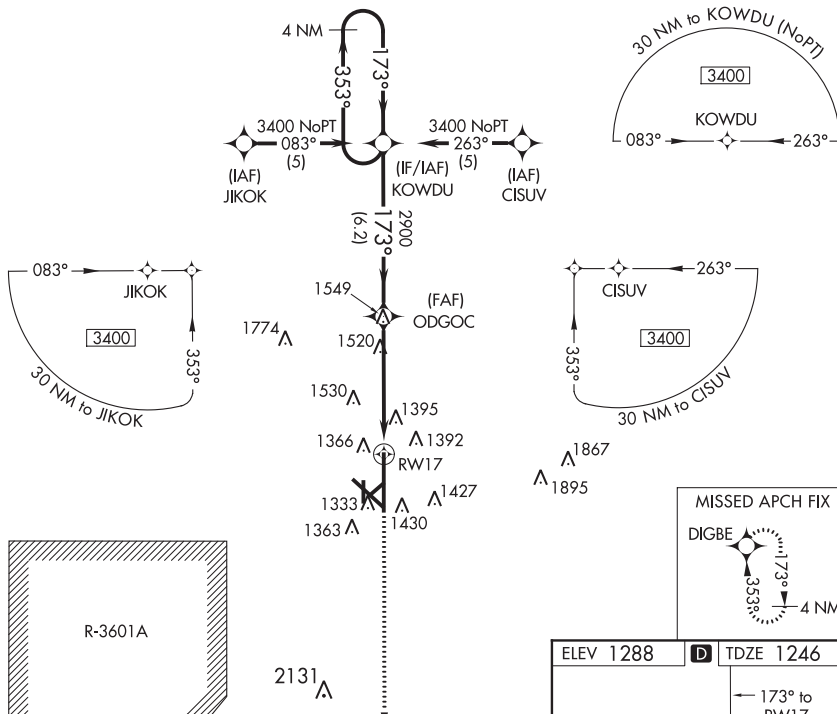 4 NM
353°
173°
30 NM to KOWDU (NoPT)
3400
KOWDU
083°
263°
3400 NoPT
083°
(5)
3400 NoPT
263°
(5)
(IAF)
JIKOK
(IF/IAF)
KOWDU
(IAF)
CISUV
2900
173°
(6.2)
083°
JIKOK
3400
353°
30 NM to JIKOK
263°
CISUV
3400
353°
30 NM to CISUV
1549
(FAF)
ODGOC
1774
1520
1530
1395
1366
1392
RW17
1867
1895
1333
1427
1430
1363
MISSED APCH FIX
DIGBE
353°
173°
4 NM
R-3601A
2131
ELEV 1288
D
TDZE 1246
173° to
RW17